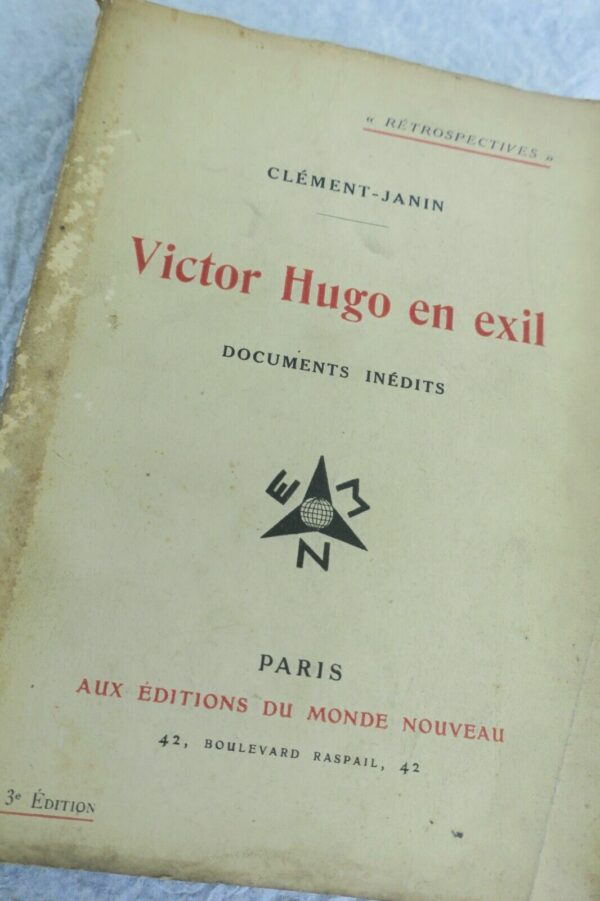 « RÉTROSPECTIVES »
CLÉMENT-JANIN
Victor Hugo en exil
DOCUMENTS INÉDITS
E M
N
PARIS
AUX ÉDITIONS DU MONDE NOUVEAU
42, BOULEVARD RASPAIL, 42
3e ÉDITION